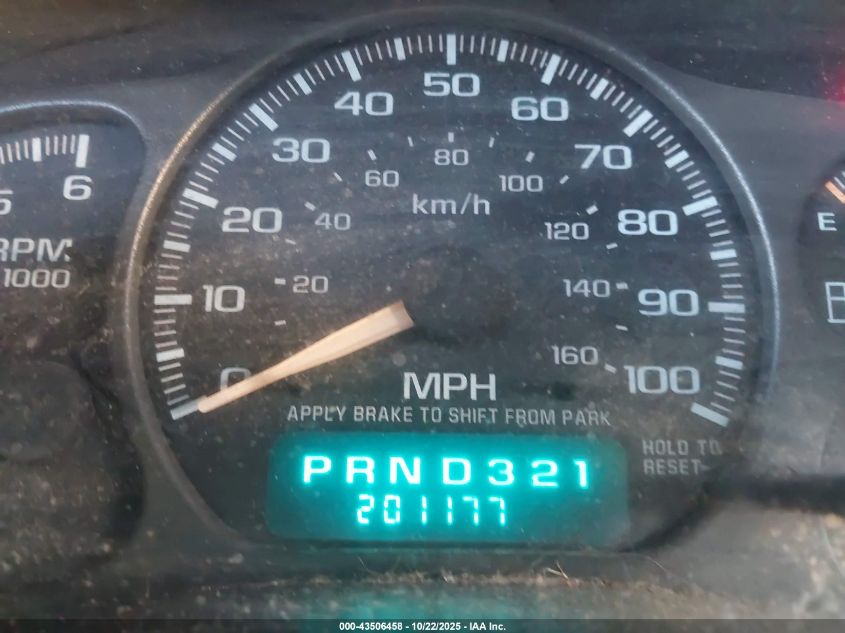 50
40 60
30 70
80
60 100
km/h
20 80
40 120
6
RPM
1000
E
20 140
10 90
160
0 100
MPH
APPLY BRAKE TO SHIFT FROM PARK
HOLD TO
RESET
PRND321
201177
000-43506458 - 10/22/2025 - IAA Inc.